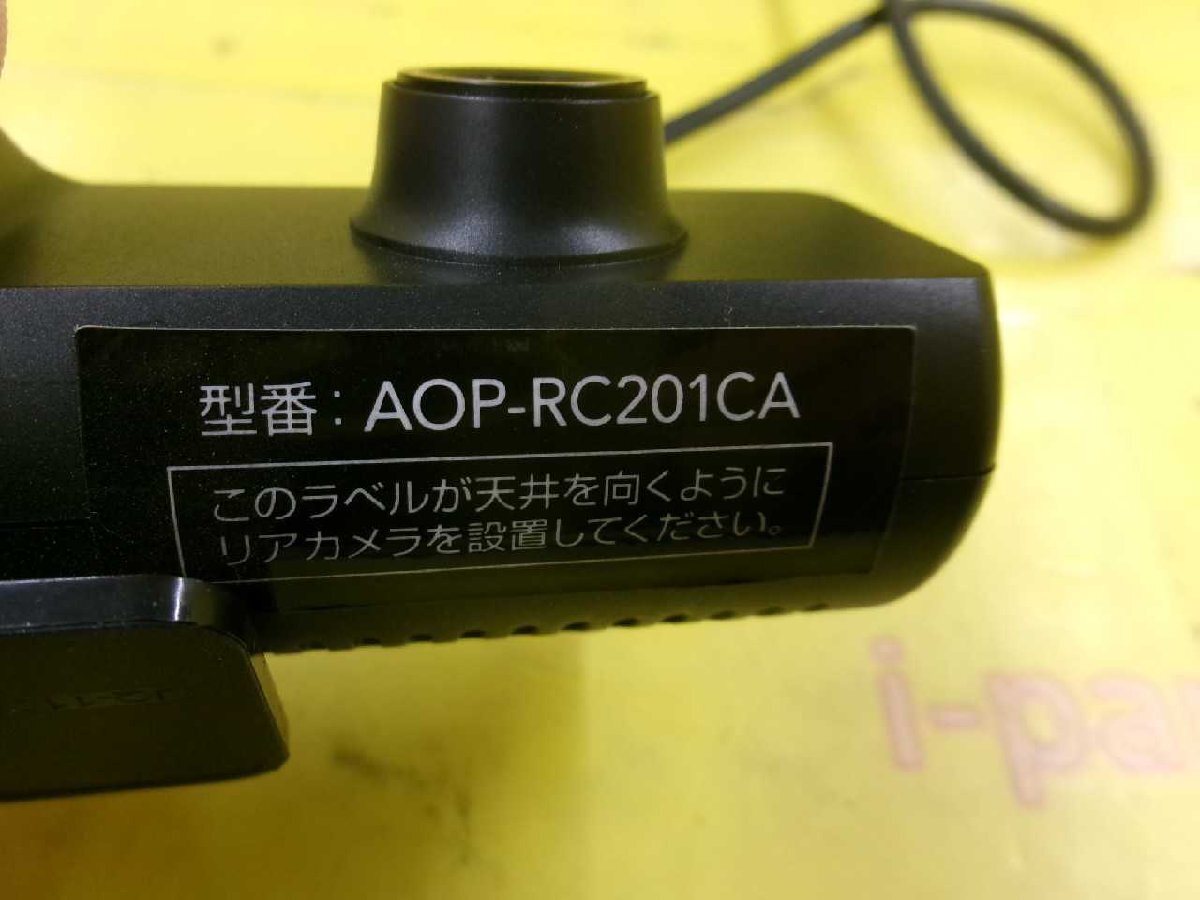 型番: AOP-RC201CA
このラベルが天井を向くように
リアカメラを設置してください。
i-pa